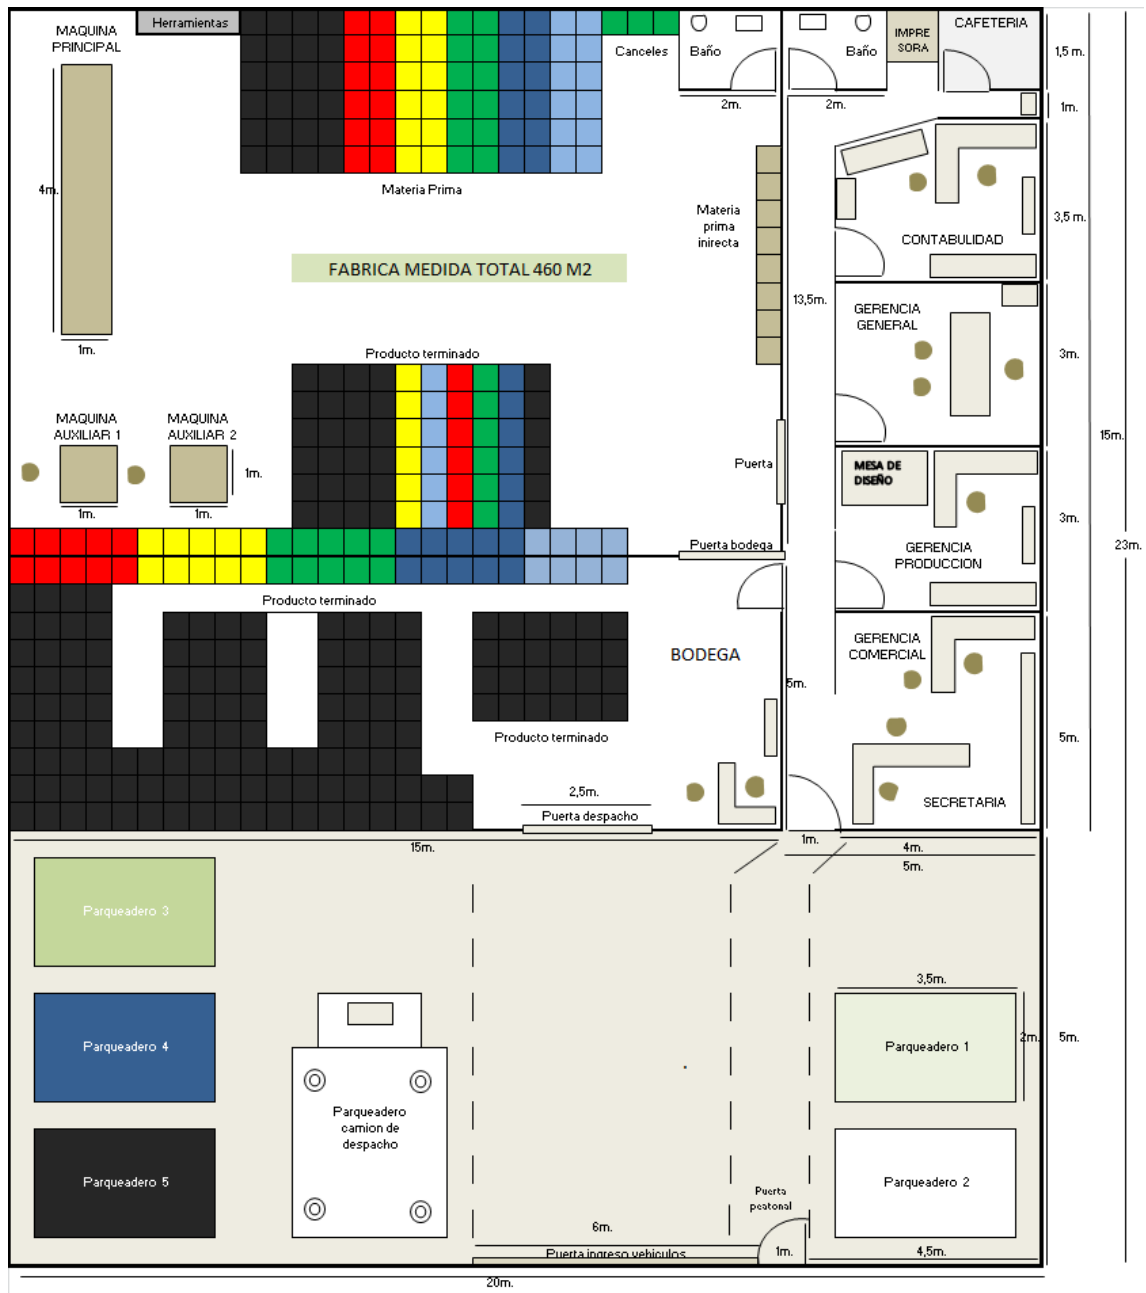 MAQUINA
PRINCIPAL
Herramientas
Canceles
Baño
Baño
IMPRE
SORA
CAFETERIA
1,5 m.
2m.
2m.
1m.
4m.
Materia Prima
Materia
prima
inirecta
CONTABULIDAD
3,5 m.
FABRICA MEDIDA TOTAL 460 M2
13,5m.
GERENCIA
GENERAL
1m.
Producto terminado
3m.
MAQUINA
AUXILIAR 1
MAQUINA
AUXILIAR 2
1m.
1m.
1m.
Puerta
MESA DE
DISEÑO
15m.
3m.
23m.
Puerta bodega
GERENCIA
PRODUCCION
Producto terminado
BODEGA
GERENCIA
COMERCIAL
5m.
Producto terminado
5m.
2,5m.
Puerta despacho
SECRETARIA
15m.
1m.
4m.
5m.
Parqueadero 3
3,5m.
Parqueadero 4
Parqueadero 1
2m.
5m.
Parqueadero
camion de
despacho
Parqueadero 5
Parqueadero 2
Puerta
peatonal
6m.
Puerta ingreso vehiculos
1m.
4,5m.
20m.